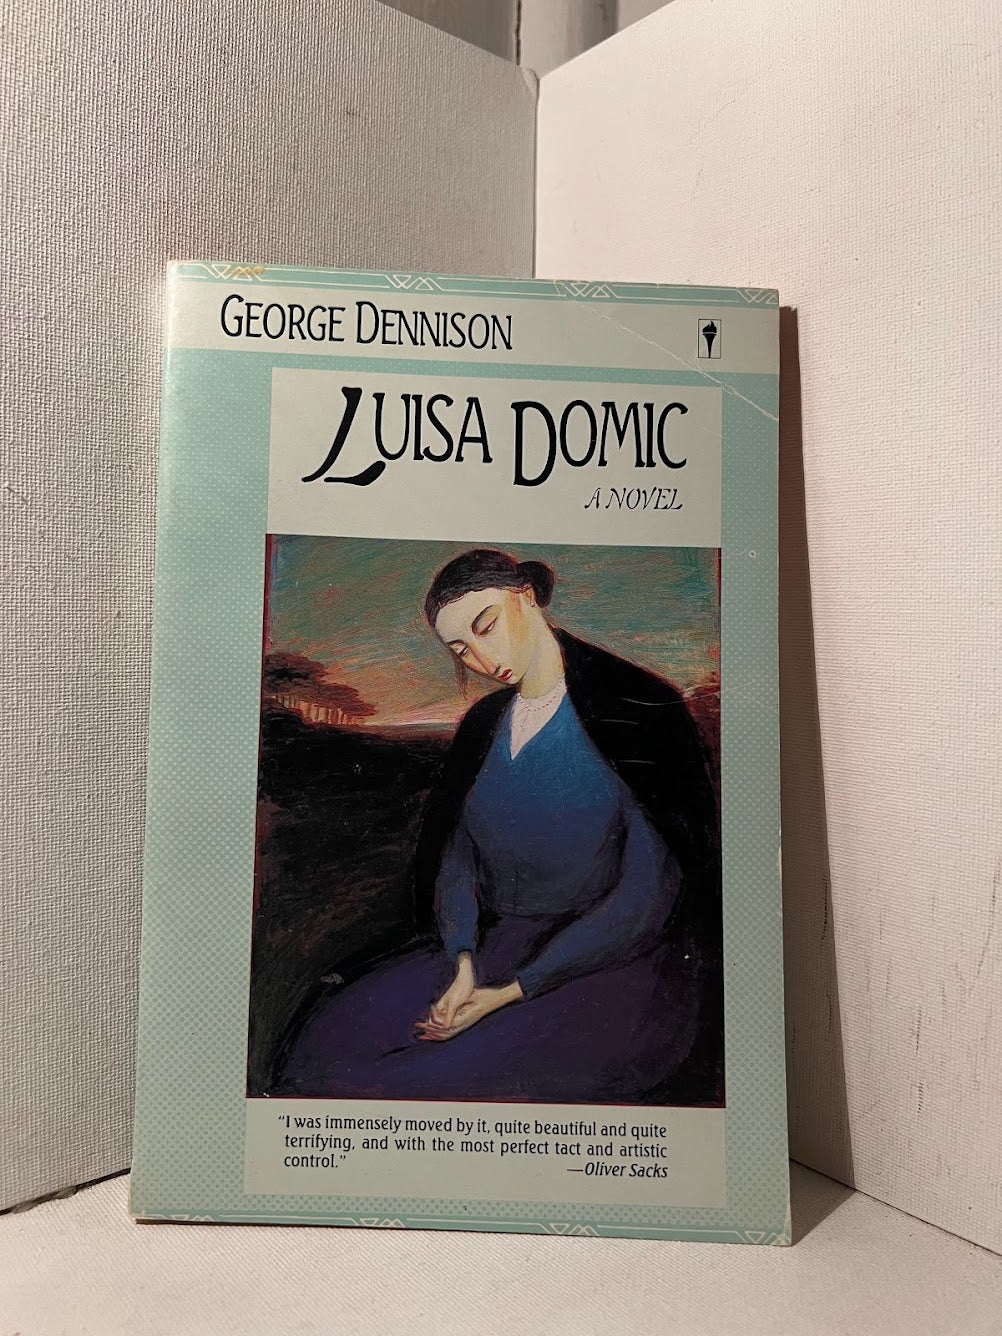 GEORGE DENNISON
LUISA DOMIC
A NOVEL
“I was immensely moved by it, quite beautiful and quite
terrifying, and with the most perfect tact and artistic
control.”
—Oliver Sacks